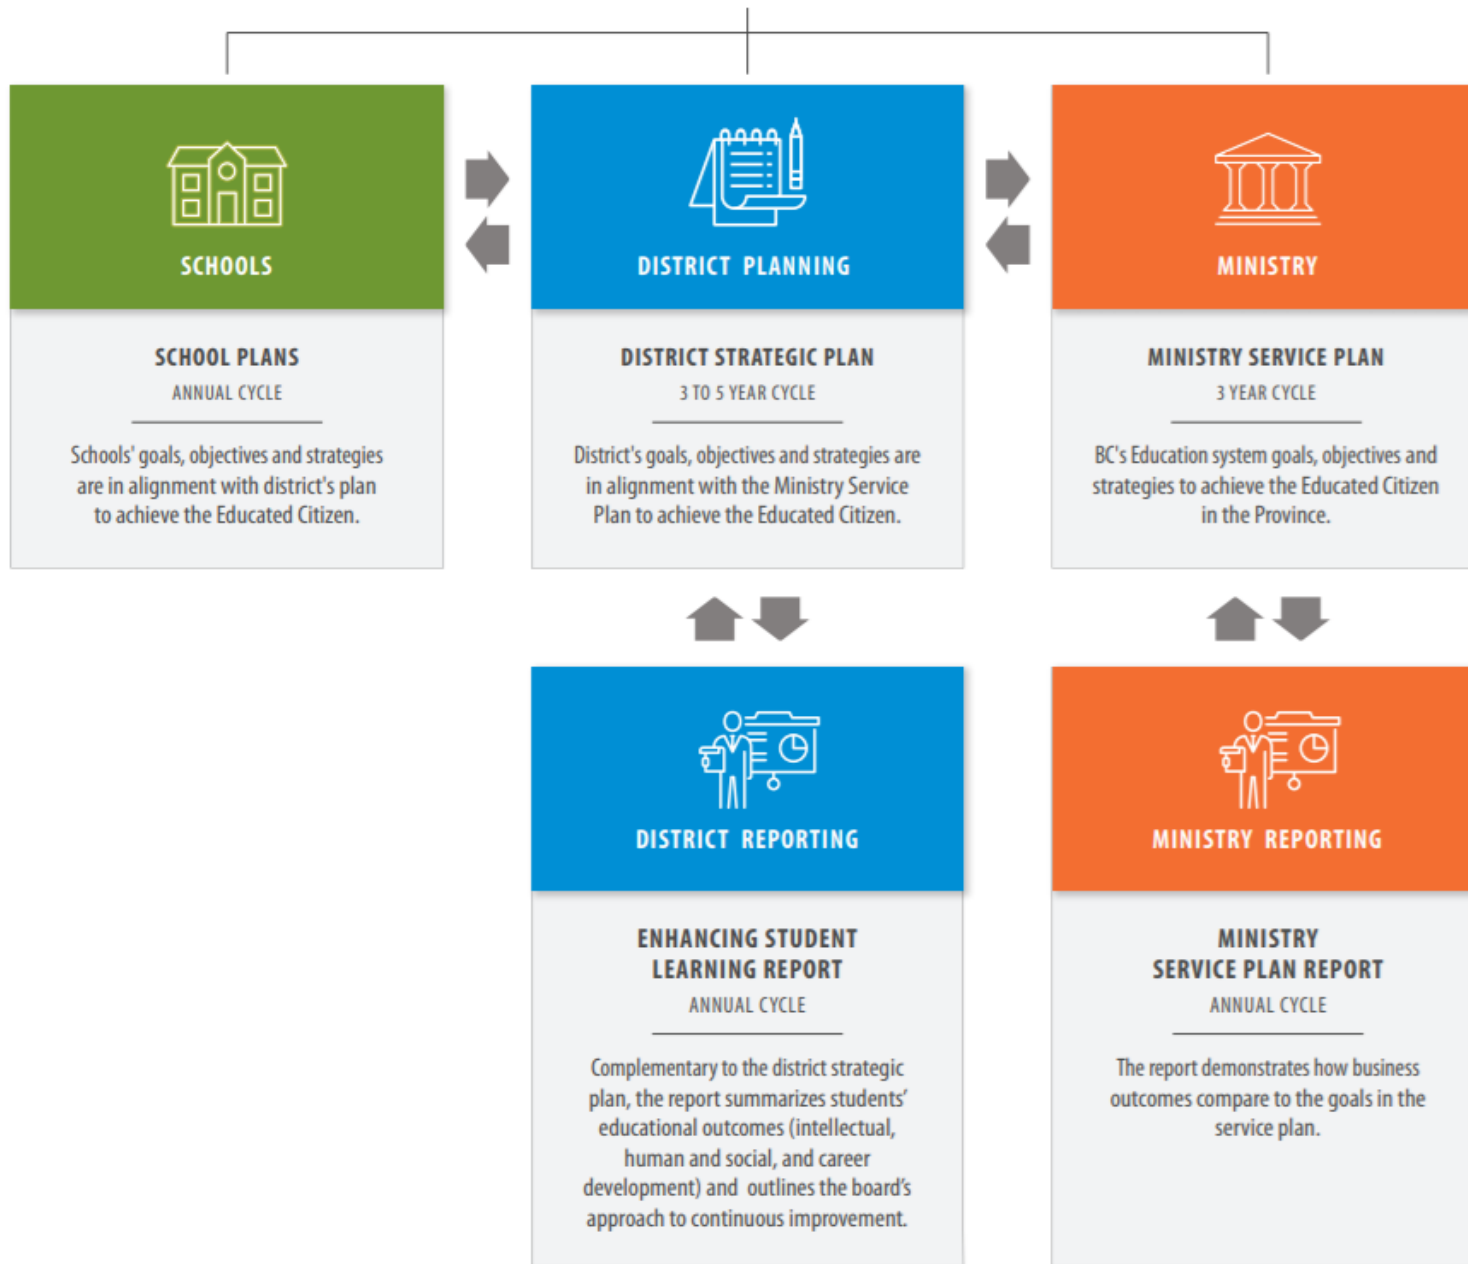 SCHOOLS
SCHOOL PLANS
ANNUAL CYCLE
Schools' goals, objectives and strategies
are in alignment with district's plan
to achieve the Educated Citizen.
DISTRICT PLANNING
DISTRICT STRATEGIC PLAN
3 TO 5 YEAR CYCLE
District's goals, objectives and strategies are
in alignment with the Ministry Service
Plan to achieve the Educated Citizen.
MINISTRY
MINISTRY SERVICE PLAN
3 YEAR CYCLE
BC's Education system goals, objectives and
strategies to achieve the Educated Citizen
in the Province.
DISTRICT REPORTING
ENHANCING STUDENT
LEARNING REPORT
ANNUAL CYCLE
Complementary to the district strategic
plan, the report summarizes students’
educational outcomes (intellectual,
human and social, and career
development) and outlines the board’s
approach to continuous improvement.
MINISTRY REPORTING
MINISTRY
SERVICE PLAN REPORT
ANNUAL CYCLE
The report demonstrates how business
outcomes compare to the goals in the
service plan.